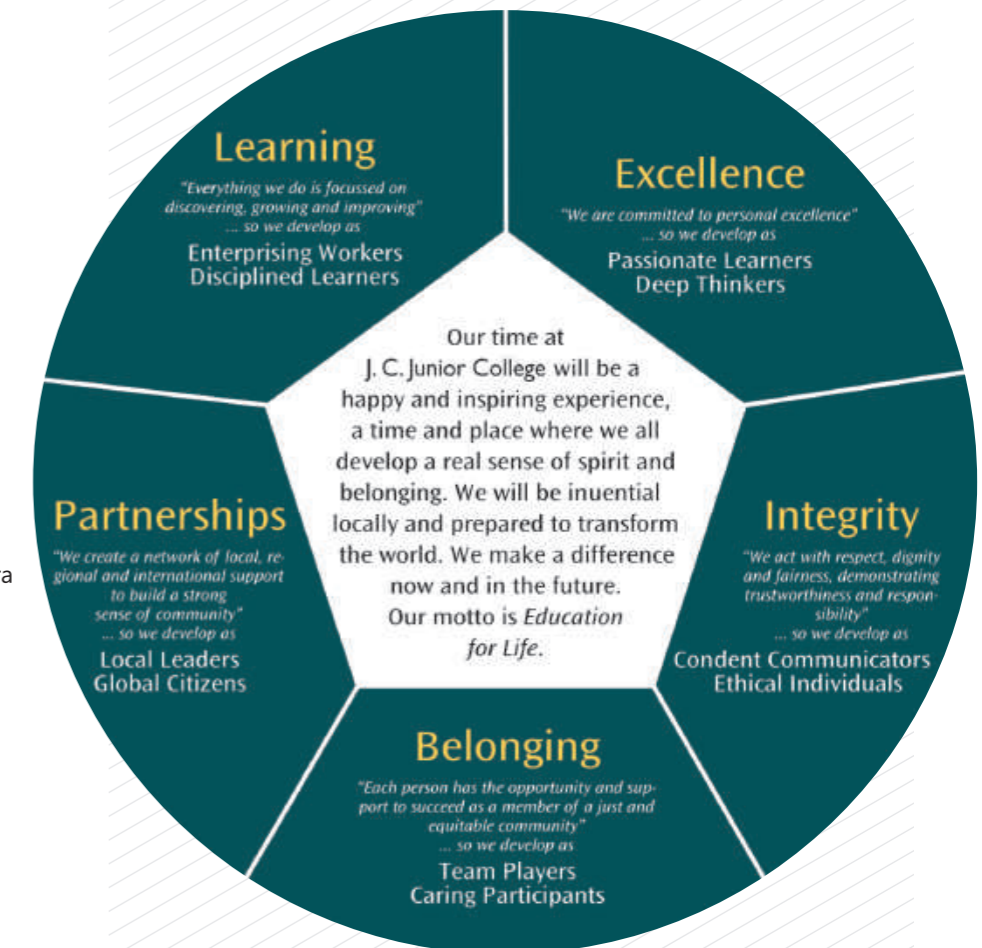 Learning
"Everything we do is focussed on
discovering, growing and improving"
... so we develop as
Enterprising Workers
Disciplined Learners
Excellence
"We are committed to personal excellence"
... so we develop as
Passionate Learners
Deep Thinkers
Our time at
J. C. Junior College will be a
happy and inspiring experience,
a time and place where we all
develop a real sense of spirit and
belonging. We will be inuential
locally and prepared to transform
the world. We make a difference
now and in the future.
Our motto is Education
for Life.
Partnerships
"We create a network of local, re-
gional and international support
to build a strong
sense of community"
... so we develop as
Local Leaders
Global Citizens
Integrity
"We act with respect, dignity
and fairness, demonstrating
trustworthiness and respon-
sibility"
... so we develop as
Condent Communicators
Ethical Individuals
Belonging
"Each person has the opportunity and sup-
port to succeed as a member of a just and
equitable community"
... so we develop as
Team Players
Caring Participants